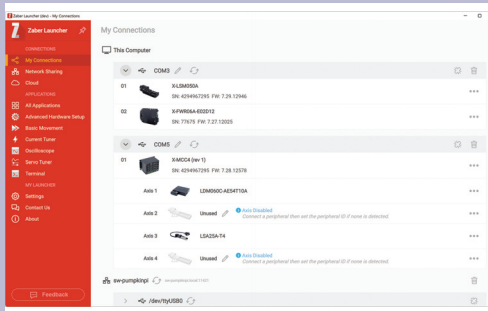 Zaber Launcher (dev) - My Connections
Zaber Launcher
CONNECTIONS
My Connections
Network Sharing
Cloud
APPLICATIONS
All Applications
Advanced Hardware Setup
Basic Movement
Current Tuner
Oscilloscope
Servo Tuner
Terminal
MY LAUNCHER
Settings
Contact Us
About
Feedback
My Connections
This Computer
COM3
01 X-LSM050A
SN: 4294967295 FW: 7.29.12946
02 X-FWR06A-E02D12
SN: 77675 FW: 7.27.12025
COM5
01 X-MCC4 (rev 1)
SN: 4294967295 FW: 7.28.12578
Axis 1 LDM060C-AE54T10A
Axis 2 Unused Axis Disabled
Connect a peripheral then set the peripheral ID if none is detected.
Axis 3 LSA25A-T4
Axis 4 Unused Axis Disabled
Connect a peripheral then set the peripheral ID if none is detected.
sw-pumpkinpi
/dev/ttyUSB0